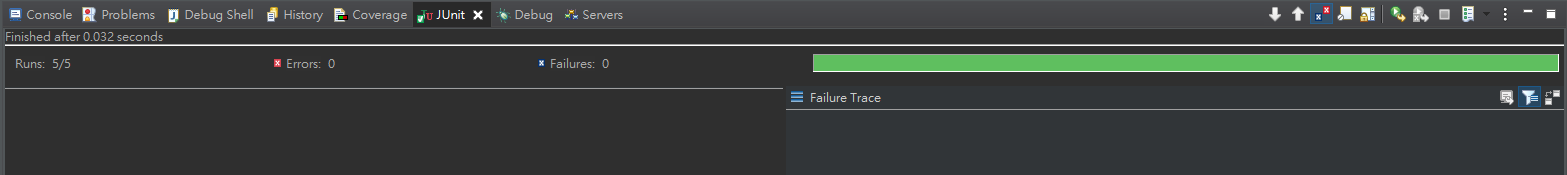 Console Problems Debug Shell History Coverage JUnit Debug Servers
Finished after 0.032 seconds
Runs: 5/5 Errors: 0 Failures: 0
Failure Trace